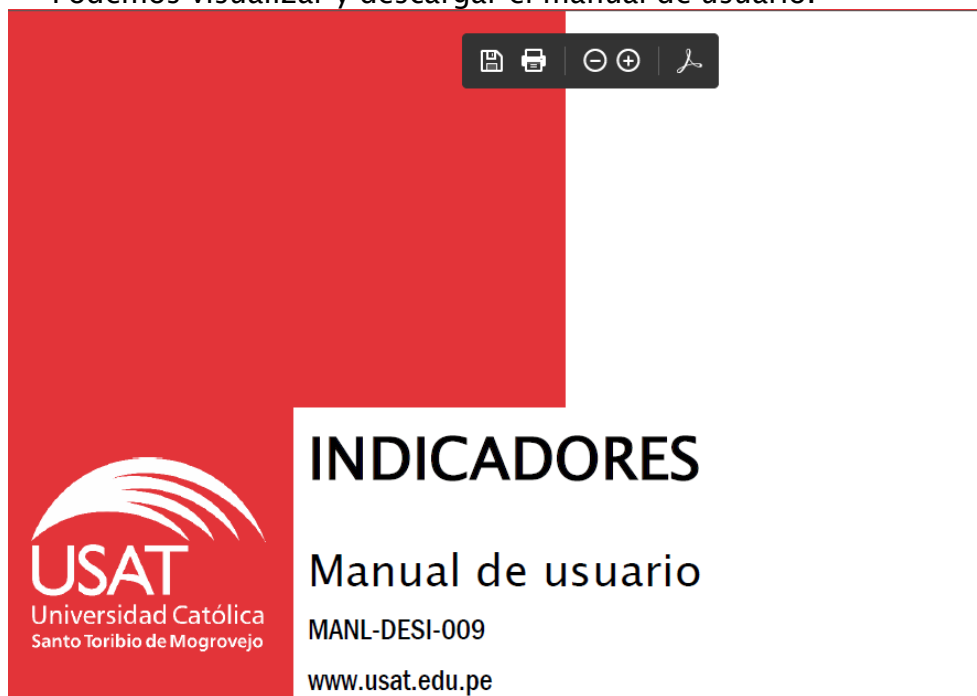 Podemos visualizar y descargar el manual de usuario.
INDICADORES
Manual de usuario
MANL-DESI-009
www.usat.edu.pe
USAT
Universidad Católica
Santo Toribio de Mogrovejo